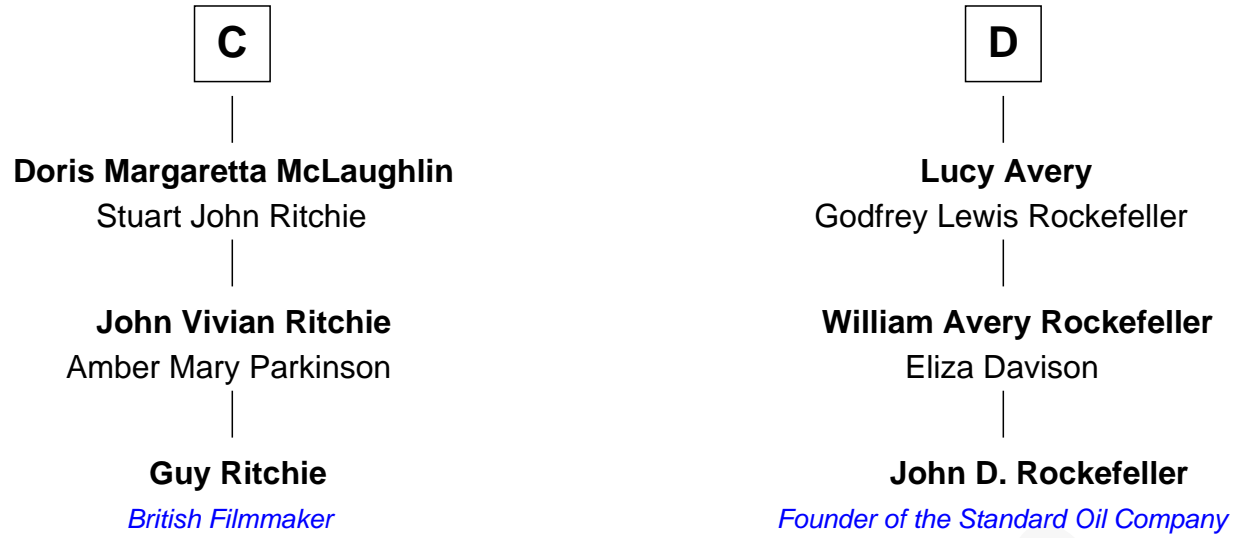 C
Doris Margaretta McLaughlin
Stuart John Ritchie
John Vivian Ritchie
Amber Mary Parkinson
Guy Ritchie
British Filmmaker
D
Lucy Avery
Godfrey Lewis Rockefeller
William Avery Rockefeller
Eliza Davison
John D. Rockefeller
Founder of the Standard Oil Company